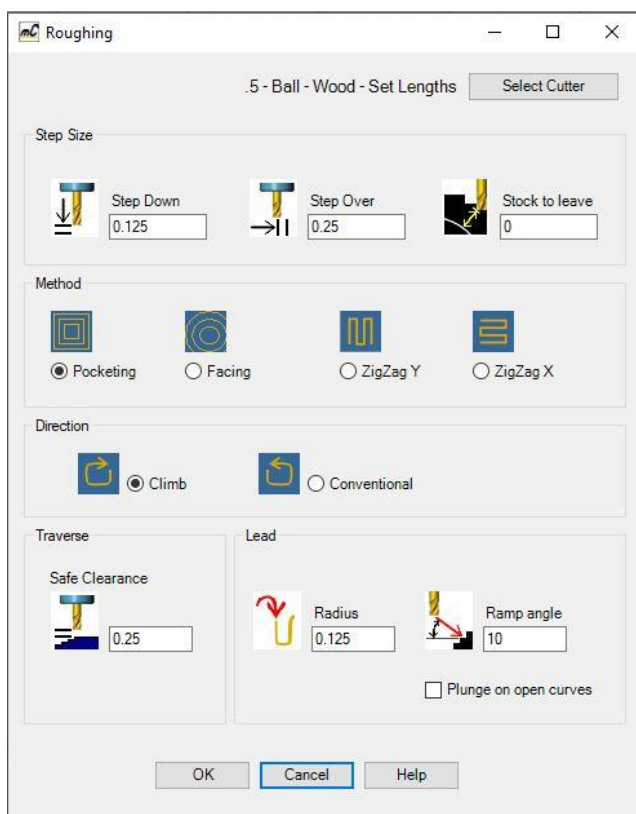 mC Roughing
.5 - Ball - Wood - Set Lengths Select Cutter
Step Size
Step Down
0.125
Step Over
0.25
Stock to leave
0
Method
Pocketing
Facing
ZigZag Y
ZigZag X
Direction
Climb
Conventional
Traverse
Safe Clearance
0.25
Lead
Radius
0.125
Ramp angle
10
Plunge on open curves
OK Cancel Help